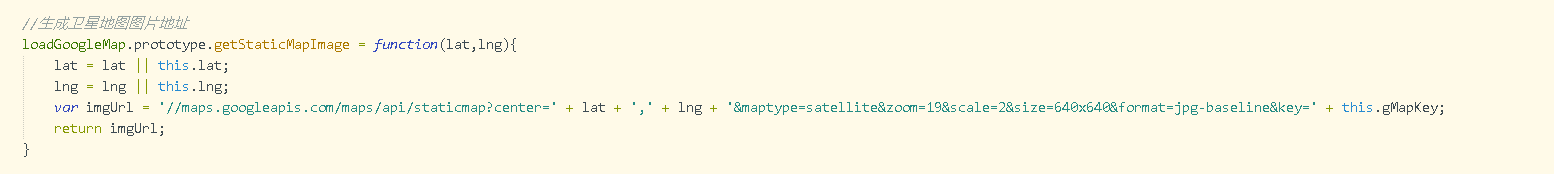 //生成卫星地图图片地址
loadGoogleMap.prototype.getStaticMapImage = function(lat,lng){
    lat = lat || this.lat;
    lng = lng || this.lng;
    var imgUrl = '//maps.googleapis.com/maps/api/staticmap?center=' + lat + ',' + lng + '&maptype=satellite&zoom=19&scale=2&size=640x640&format=jpg-baseline&key=' + this.gMapKey;
    return imgUrl;
}